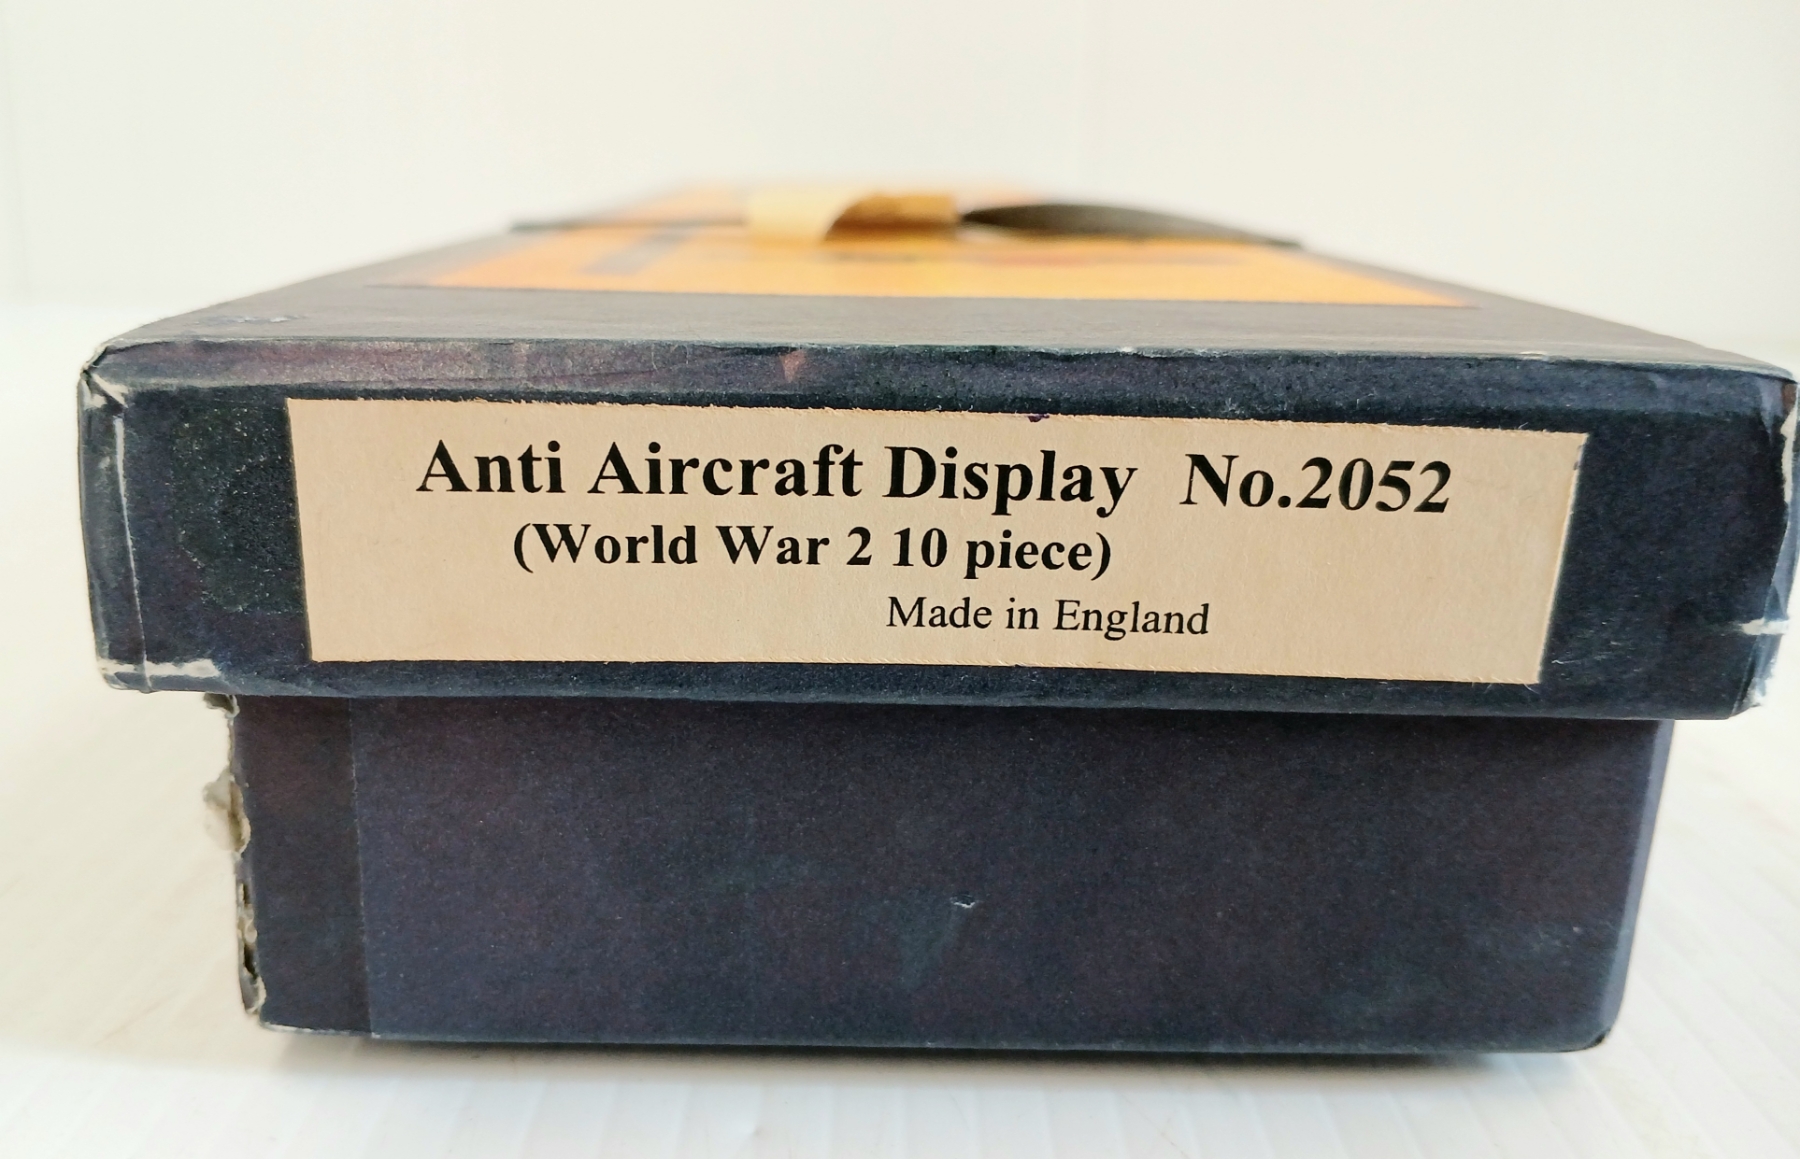 Anti Aircraft Display No.2052
(World War 2 10 piece)
Made in England